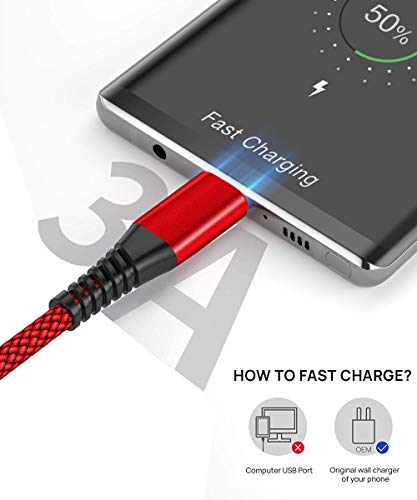 50%
Fast Charging
3A
HOW TO FAST CHARGE?
OEM
Computer USB Port
Original wall charger
of your phone